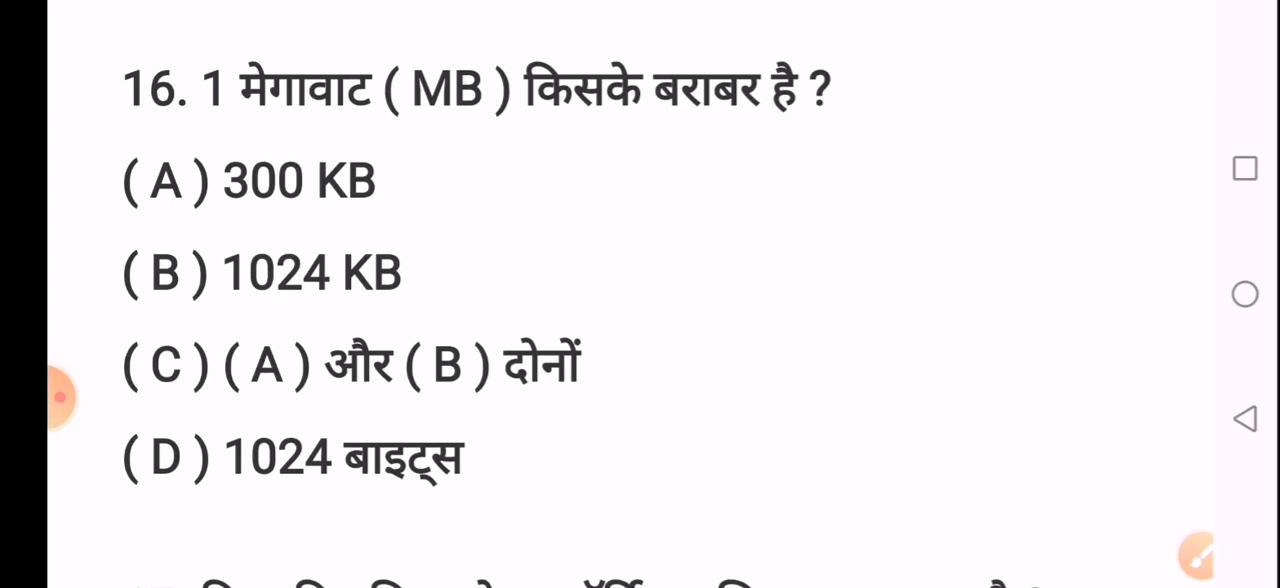 16. 1 मेगावाट ( MB ) किसके बराबर है ?
( A ) 300 KB
( B ) 1024 KB
( C ) ( A ) और ( B ) दोनों
( D ) 1024 बाइट्स